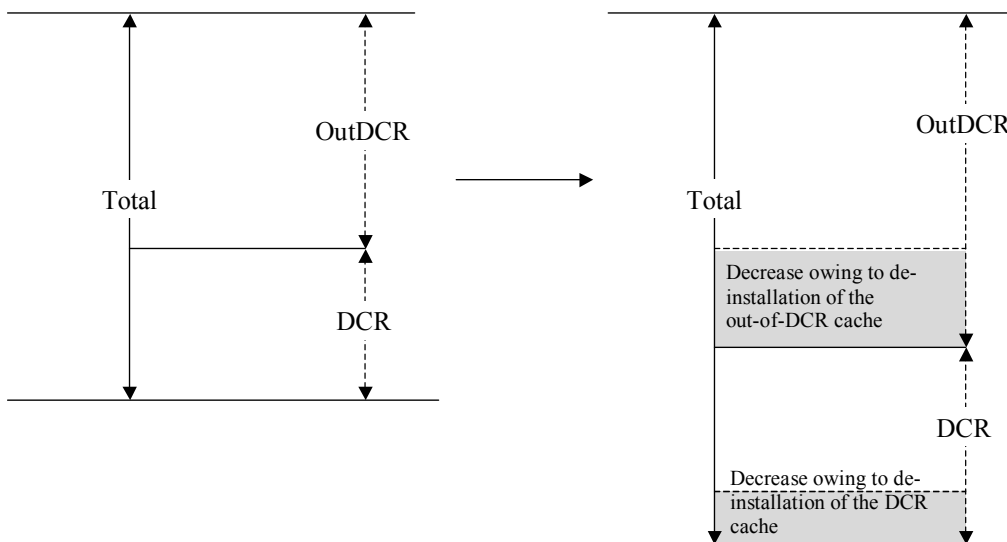 OutDCR
Total
DCR
OutDCR
Total
Decrease owing to de-
installation of the
out-of-DCR cache
DCR
Decrease owing to de-
installation of the DCR
cache